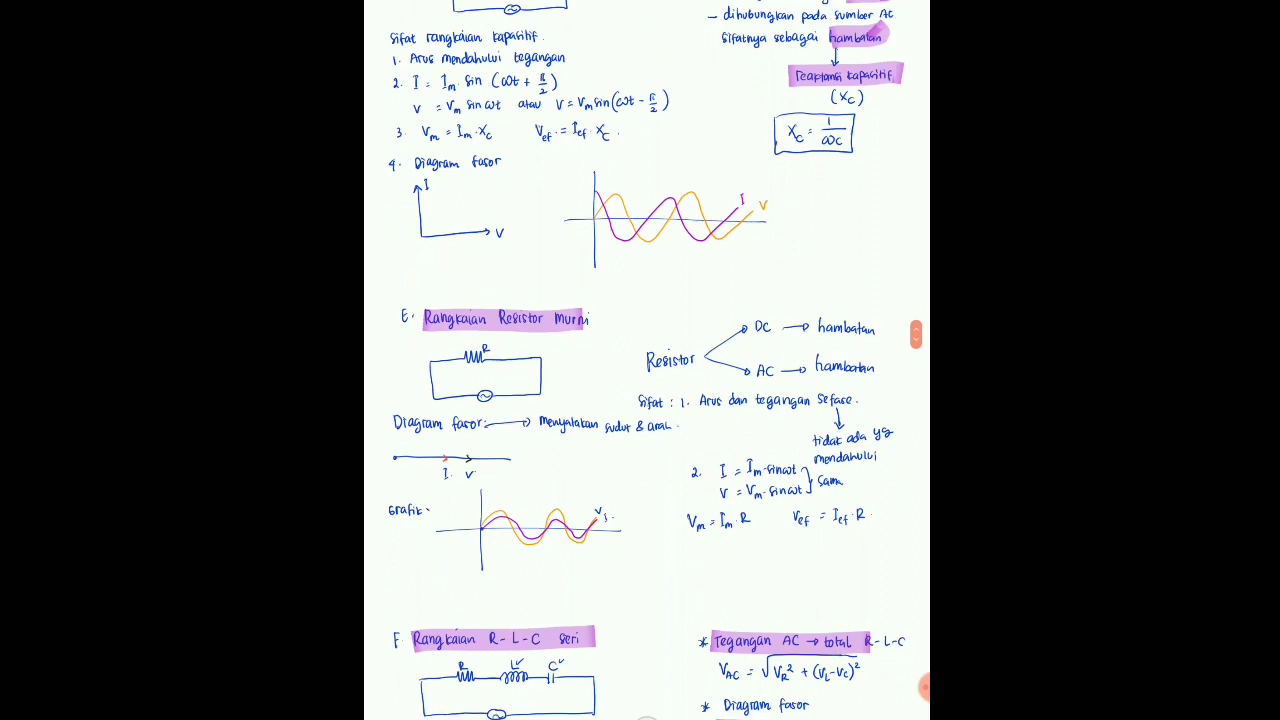 — dihubungkan pada sumber AC
sifatnya sebagai hambatan
reaktansi kapasitif
(Xc)
Xc = 1/ωC
Sifat rangkaian kapasitif.
1. Arus mendahului tegangan
2. I = Im sin (ωt + π/2)
V = Vm sin ωt atau V = Vm sin (ωt - π/2)
3. Vm = Im . Xc Vef = Ief . Xc.
4. Diagram fasor
I
V
I
V
E. Rangkaian Resistor Murni
R
Resistor
DC → hambatan
AC → hambatan
Sifat : 1. Arus dan tegangan sefase.
tidak ada yg
mendahului
Diagram fasor. → menyalakan sudut & arah.
I. V
2. I = Im . sin ωt
V = Vm . sin ωt
sama
Vm = Im . R Vef = Ief . R.
Grafik.
V
I.
F. Rangkaian R-L-C seri
R L C
* Tegangan AC → total R-L-C
VAC = √VR² + (VL-VC)²
* Diagram fasor